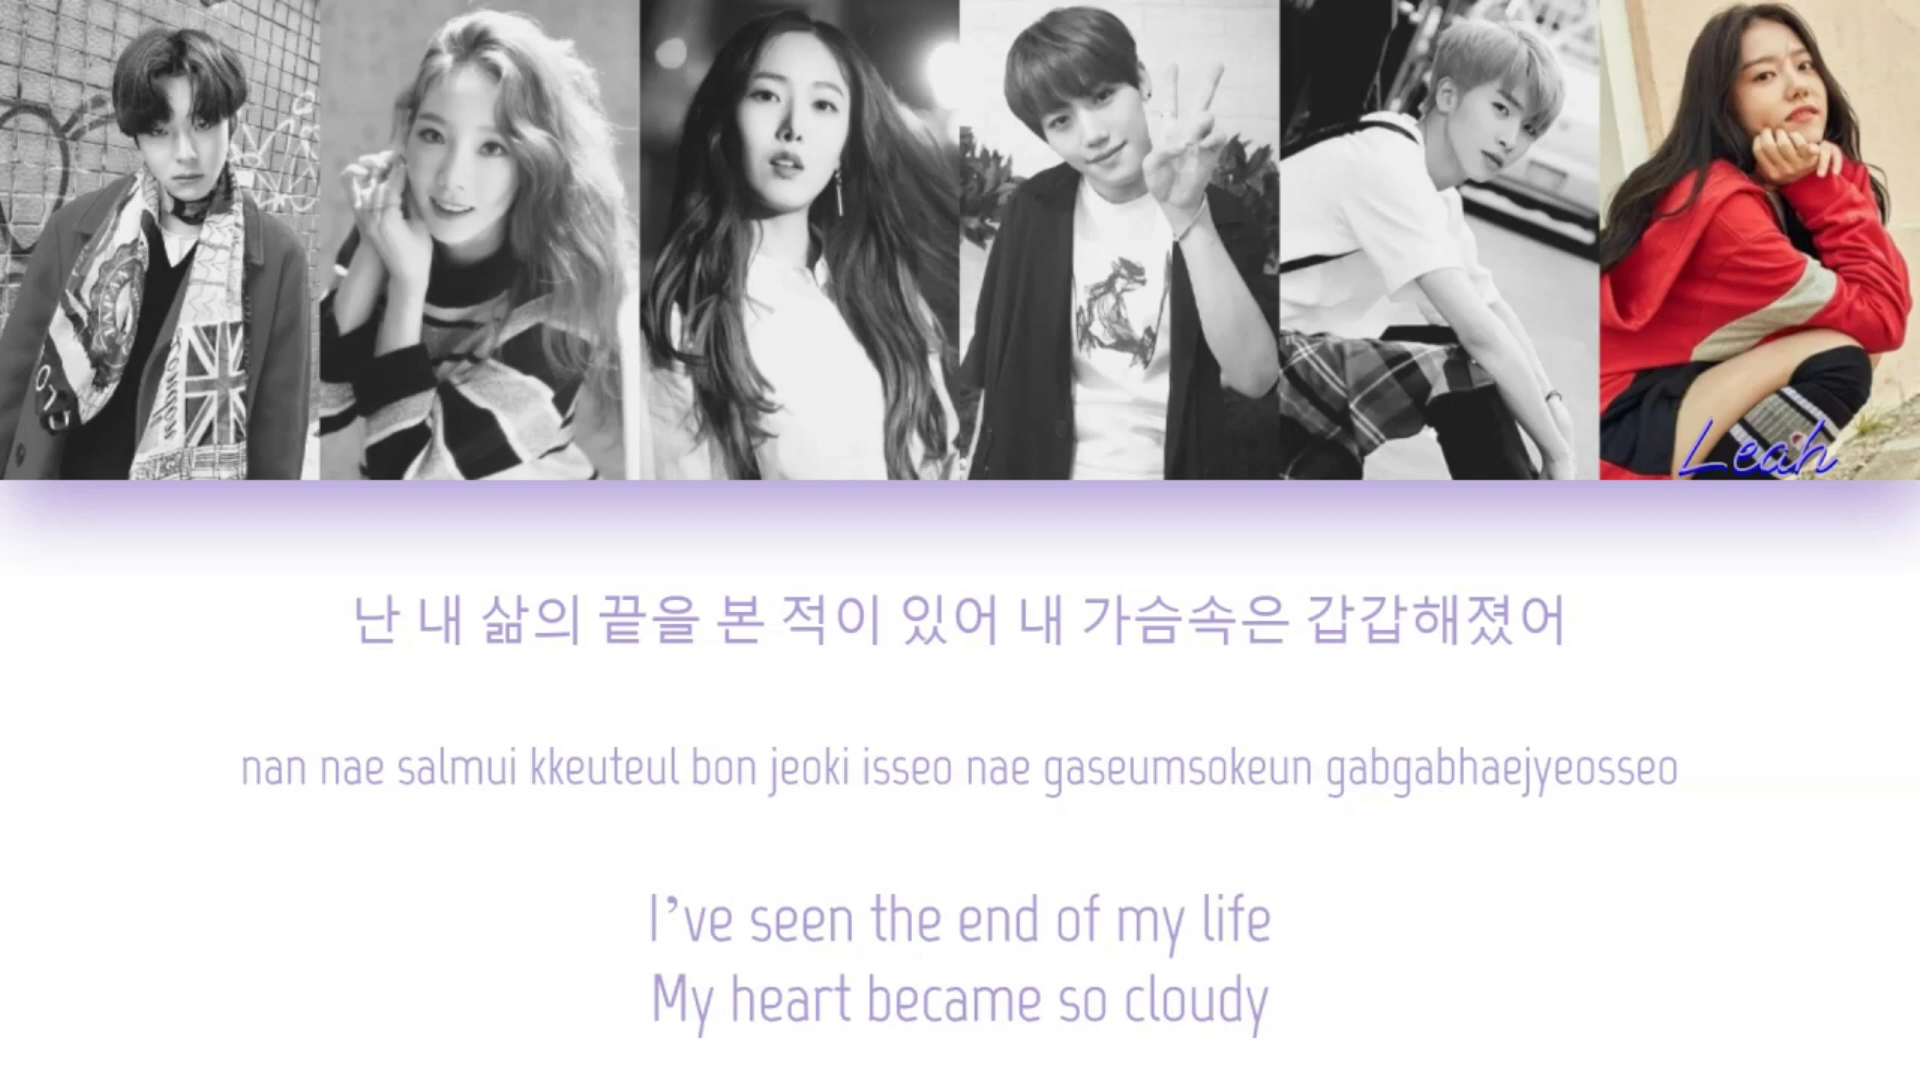 Leah
난 내 삶의 끝을 본 적이 있어 내 가슴속은 갑갑해졌어
nan nae salmui kkeuteul bon jeoki isseo nae gaseumsokeun gabgabhaejyeosseo
I’ve seen the end of my life
My heart became so cloudy